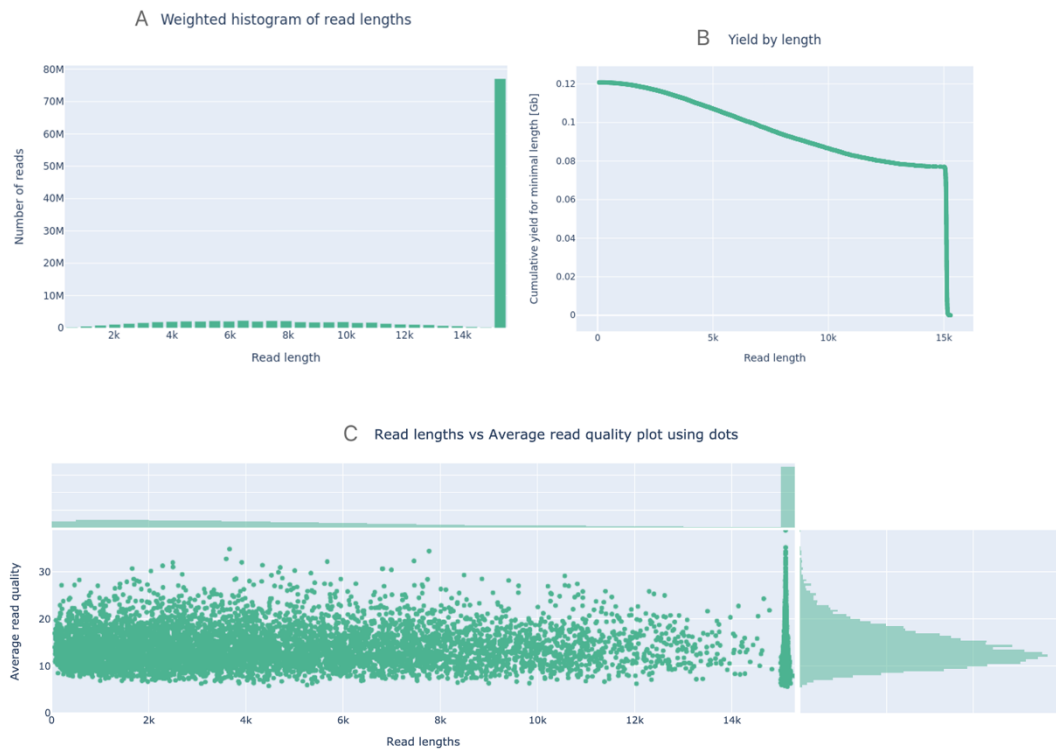 A Weighted histogram of read lengths
80M
70M
60M
50M
40M
30M
20M
10M
0
Number of reads
2k 4k 6k 8k 10k 12k 14k
Read length
B Yield by length
0.12
0.1
0.08
0.06
0.04
0.02
0
Cumulative yield for minimal length [Gb]
0 5k 10k 15k
Read length
C Read lengths vs Average read quality plot using dots
30
20
10
0
Average read quality
0 2k 4k 6k 8k 10k 12k 14k
Read lengths